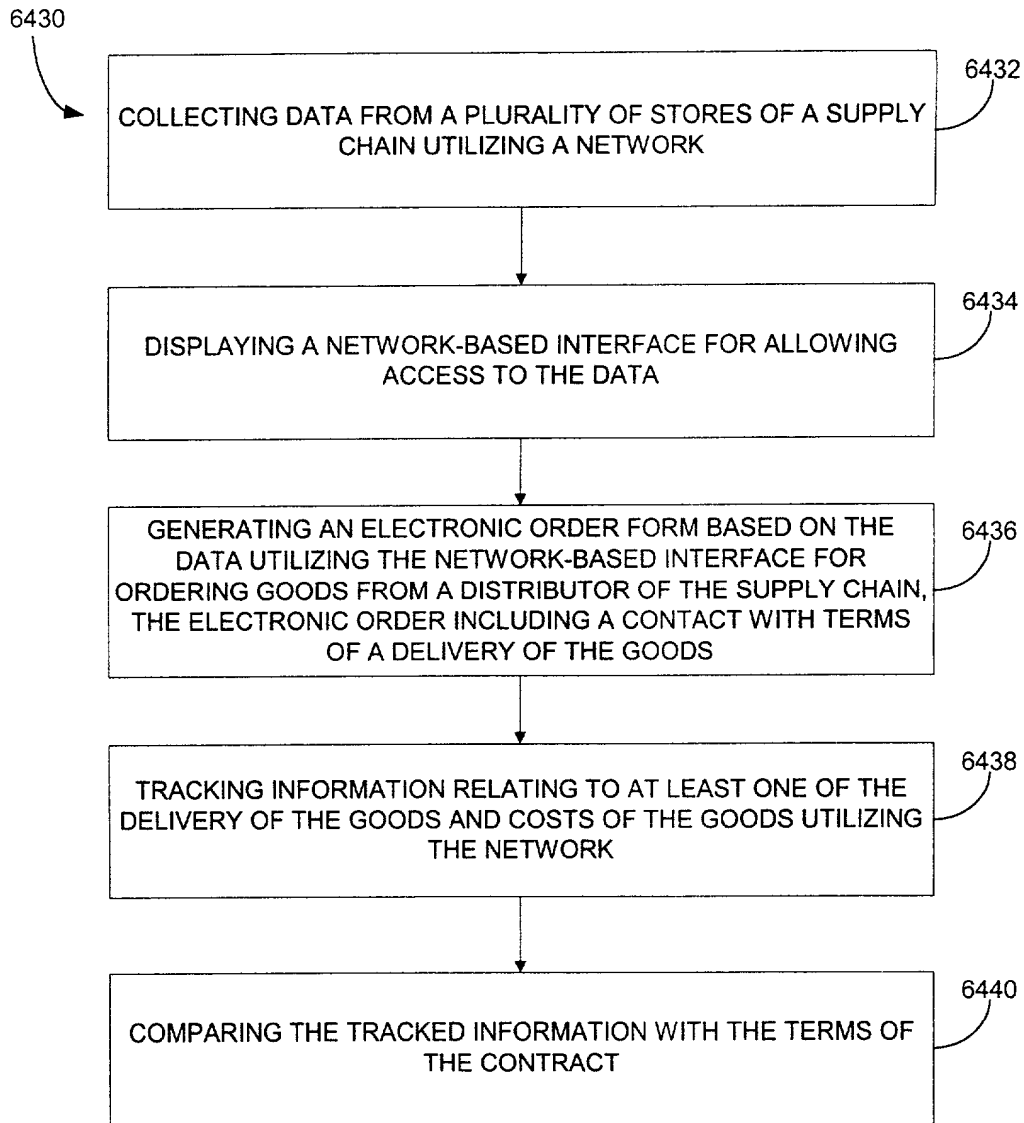 6430
6432
COLLECTING DATA FROM A PLURALITY OF STORES OF A SUPPLY
CHAIN UTILIZING A NETWORK
6434
DISPLAYING A NETWORK-BASED INTERFACE FOR ALLOWING
ACCESS TO THE DATA
GENERATING AN ELECTRONIC ORDER FORM BASED ON THE
DATA UTILIZING THE NETWORK-BASED INTERFACE FOR
ORDERING GOODS FROM A DISTRIBUTOR OF THE SUPPLY CHAIN,
THE ELECTRONIC ORDER INCLUDING A CONTACT WITH TERMS
OF A DELIVERY OF THE GOODS
6436
6438
TRACKING INFORMATION RELATING TO AT LEAST ONE OF THE
DELIVERY OF THE GOODS AND COSTS OF THE GOODS UTILIZING
THE NETWORK
6440
COMPARING THE TRACKED INFORMATION WITH THE TERMS OF
THE CONTRACT